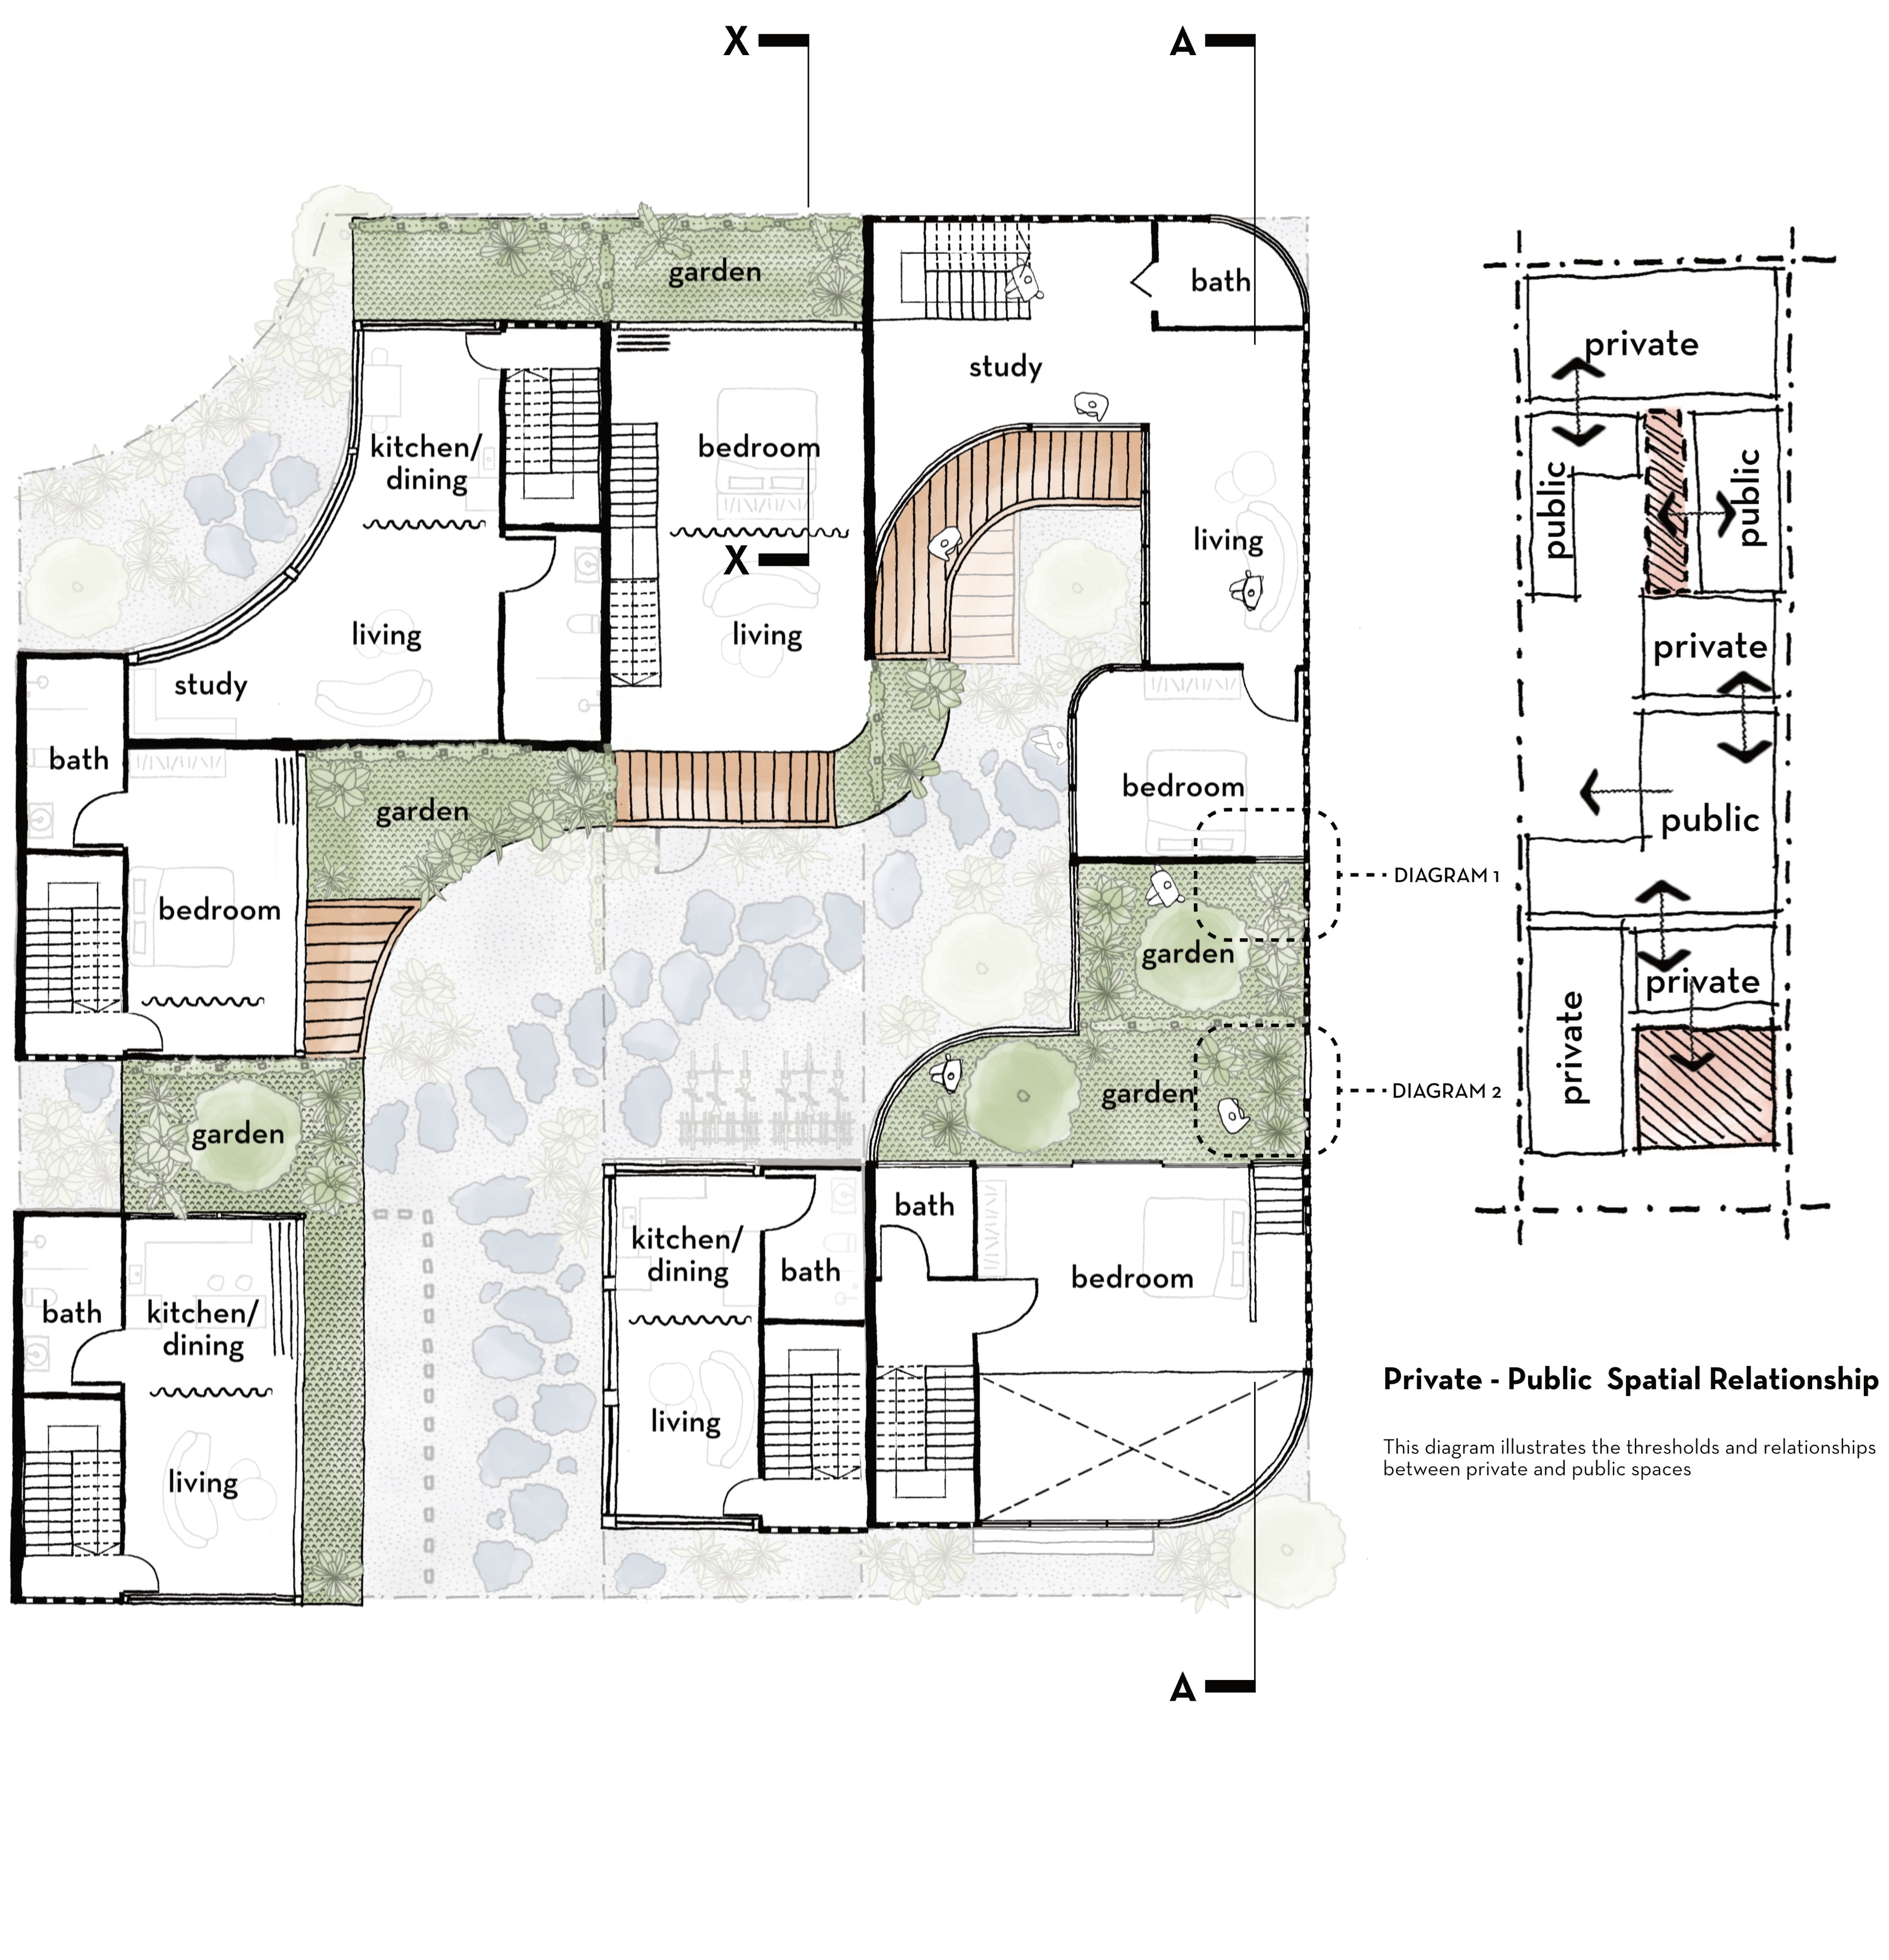 X
A
garden
bath
study
kitchen/
dining
bedroom
X
living
living
living
study
bath
garden
bedroom
bedroom
garden
DIAGRAM 1
garden
garden
DIAGRAM 2
garden
bath
bedroom
kitchen/
dining
bath
bath
kitchen/
dining
living
living
A
private
public
public
private
public
private
private
Private - Public Spatial Relationship
This diagram illustrates the thresholds and relationships
between private and public spaces